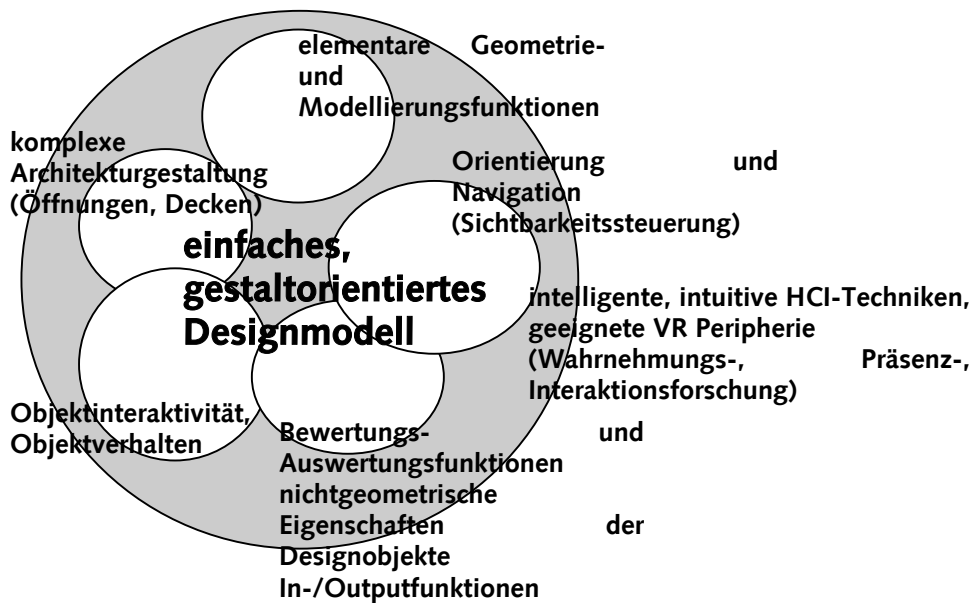 elementare Geometrie-
und
Modellierungsfunktionen
komplexe
Architekturgestaltung
(Öffnungen, Decken)
Orientierung und
Navigation
(Sichtbarkeitssteuerung)
einfaches,
gestaltorientiertes
Designmodell
intelligente, intuitive HCI-Techniken,
geeignete VR Peripherie
(Wahrnehmungs-, Präsenz-,
Interaktionsforschung)
Objektinteraktivität,
Objektverhalten
Bewertungs- und
Auswertungsfunktionen
nichtgeometrische
Eigenschaften der
Designobjekte
In-/Outputfunktionen